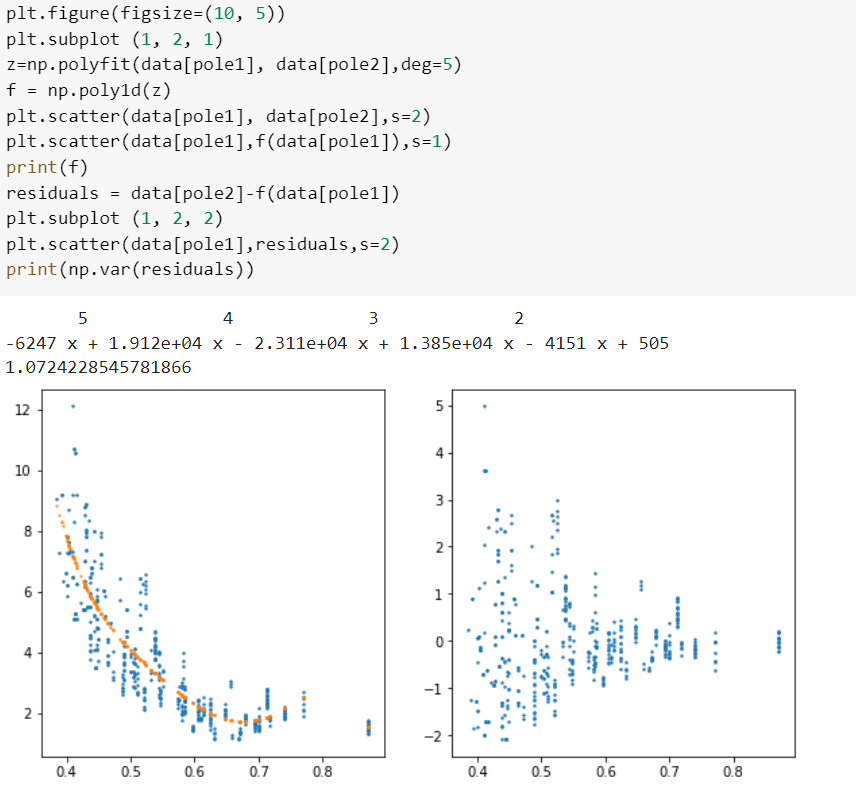 plt.figure(figsize=(10, 5))
plt.subplot (1, 2, 1)
z=np.polyfit(data[pole1], data[pole2],deg=5)
f = np.poly1d(z)
plt.scatter(data[pole1], data[pole2],s=2)
plt.scatter(data[pole1],f(data[pole1]),s=1)
print(f)
residuals = data[pole2]-f(data[pole1])
plt.subplot (1, 2, 2)
plt.scatter(data[pole1],residuals,s=2)
print(np.var(residuals))
5 4 3 2
-6247 x + 1.912e+04 x - 2.311e+04 x + 1.385e+04 x - 4151 x + 505
1.0724228545781866
12
10
8
6
4
2
0.4 0.5 0.6 0.7 0.8
5
4
3
2
1
0
−1
−2
0.4 0.5 0.6 0.7 0.8